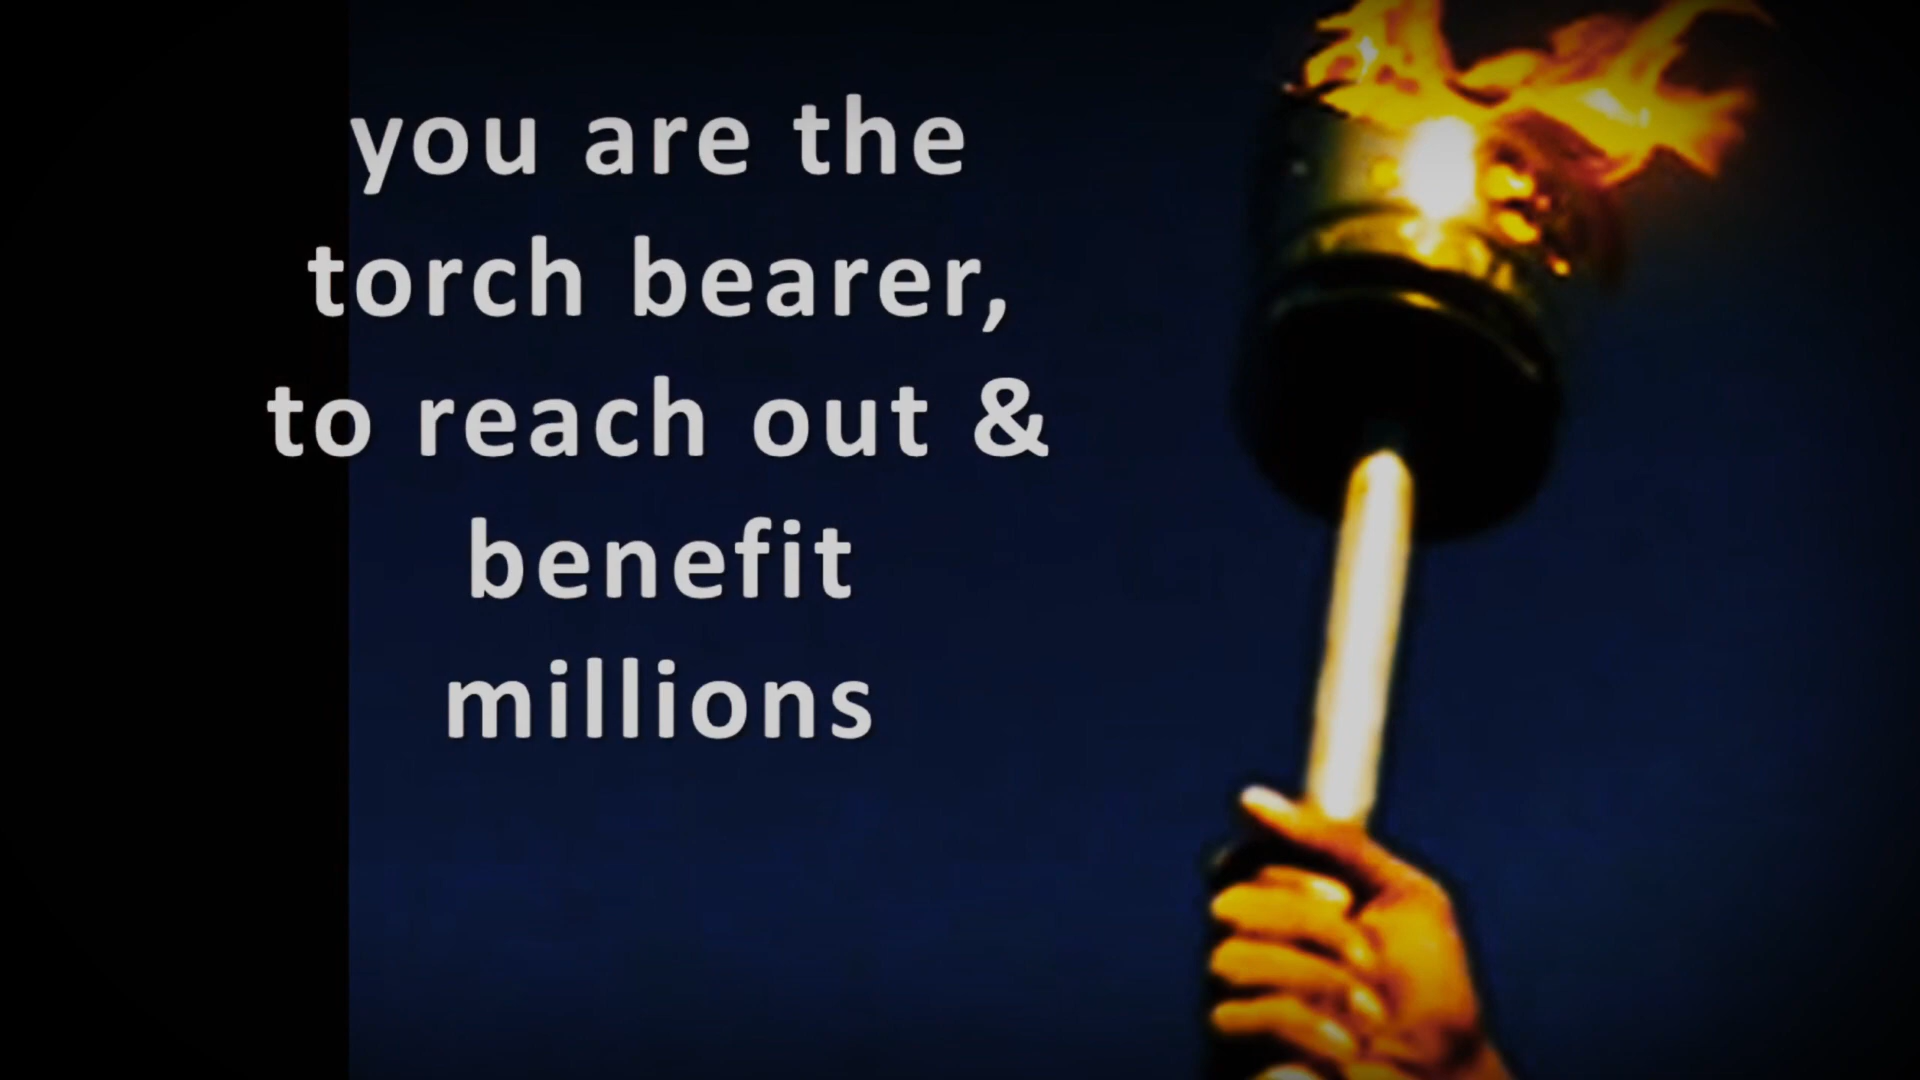 you are the
torch bearer,
to reach out &
benefit
millions